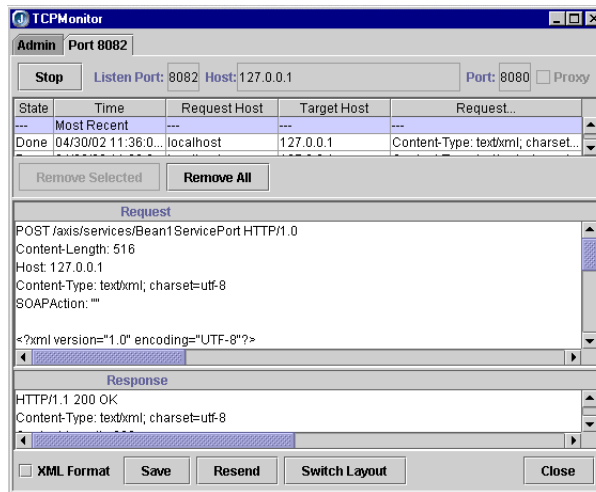 TCPMonitor
Admin Port 8082
Stop Listen Port: 8082 Host: 127.0.0.1 Port: 8080 Proxy
State Time Request Host Target Host Request...
--- Most Recent --- --- ---
Done 04/30/02 11:36:0... localhost 127.0.0.1 Content-Type: text/xml; charset...
Remove Selected Remove All
Request
POST /axis/services/Bean1ServicePort HTTP/1.0
Content-Length: 516
Host: 127.0.0.1
Content-Type: text/xml; charset=utf-8
SOAPAction: ""
<?xml version="1.0" encoding="UTF-8"?>
Response
HTTP/1.1 200 OK
Content-Type: text/xml; charset=utf-8
XML Format Save Resend Switch Layout Close